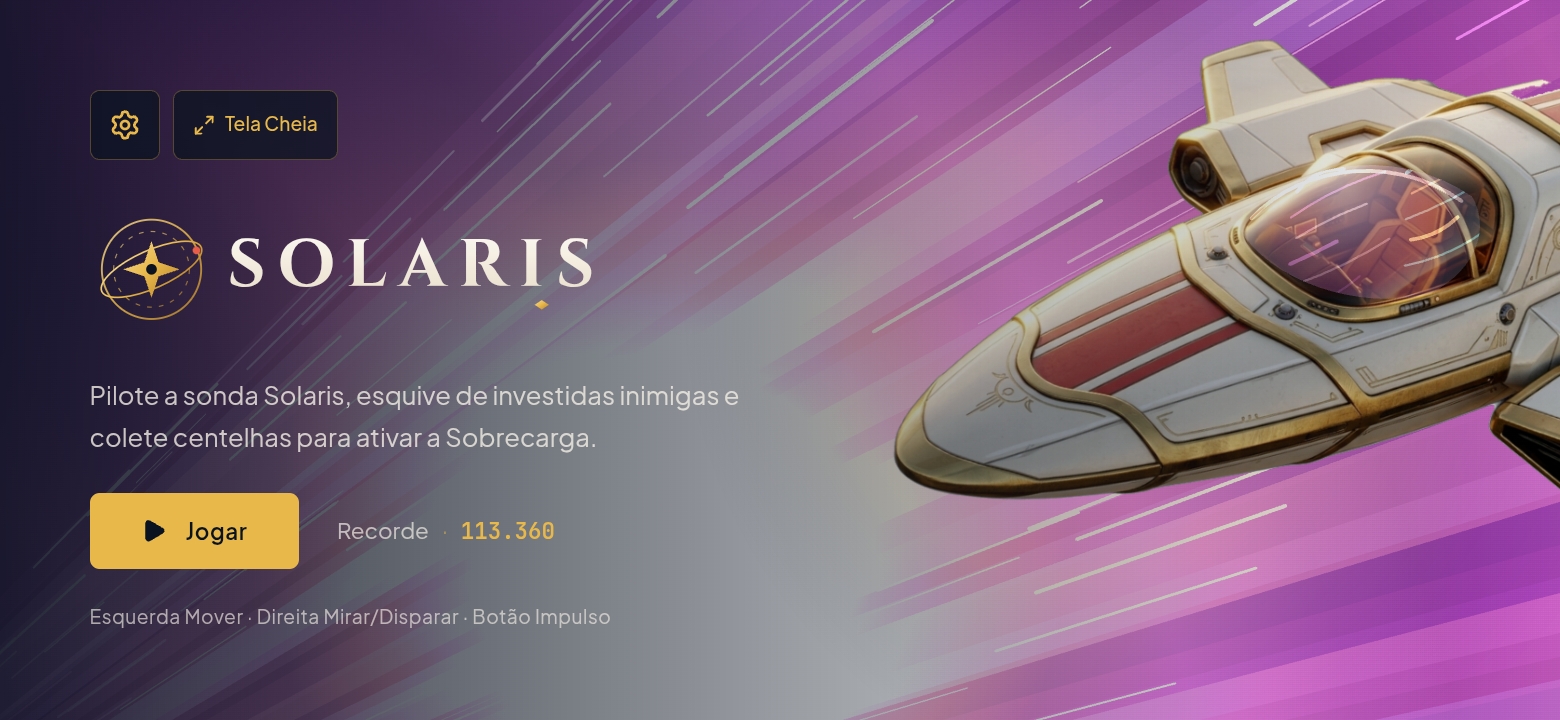 Tela Cheia
SOLARIS
Pilote a sonda Solaris, esquive de investidas inimigas e
colete centelhas para ativar a Sobrecarga.
Jogar
Recorde · 113.360
Esquerda Mover · Direita Mirar/Disparar · Botão Impulso